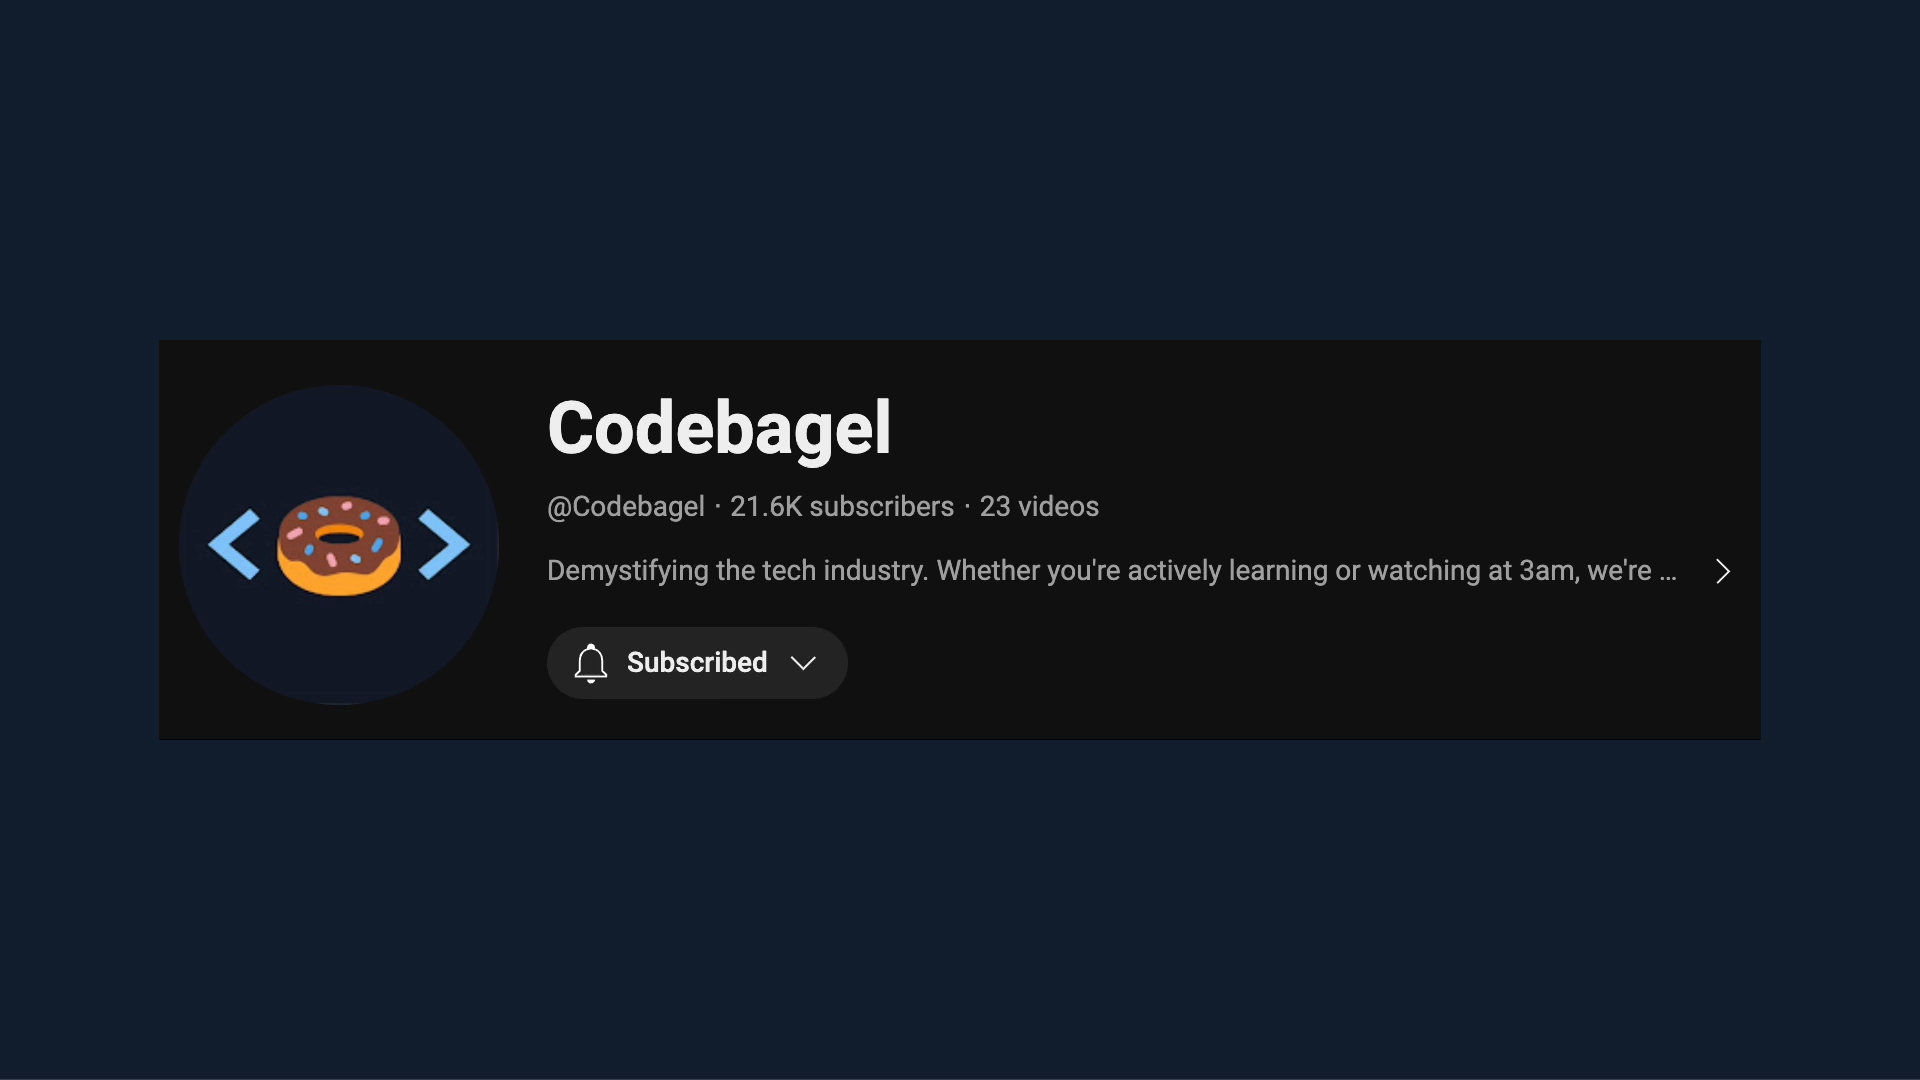 Codebagel
@Codebagel · 21.6K subscribers · 23 videos
Demystifying the tech industry. Whether you're actively learning or watching at 3am, we're ...
Subscribed